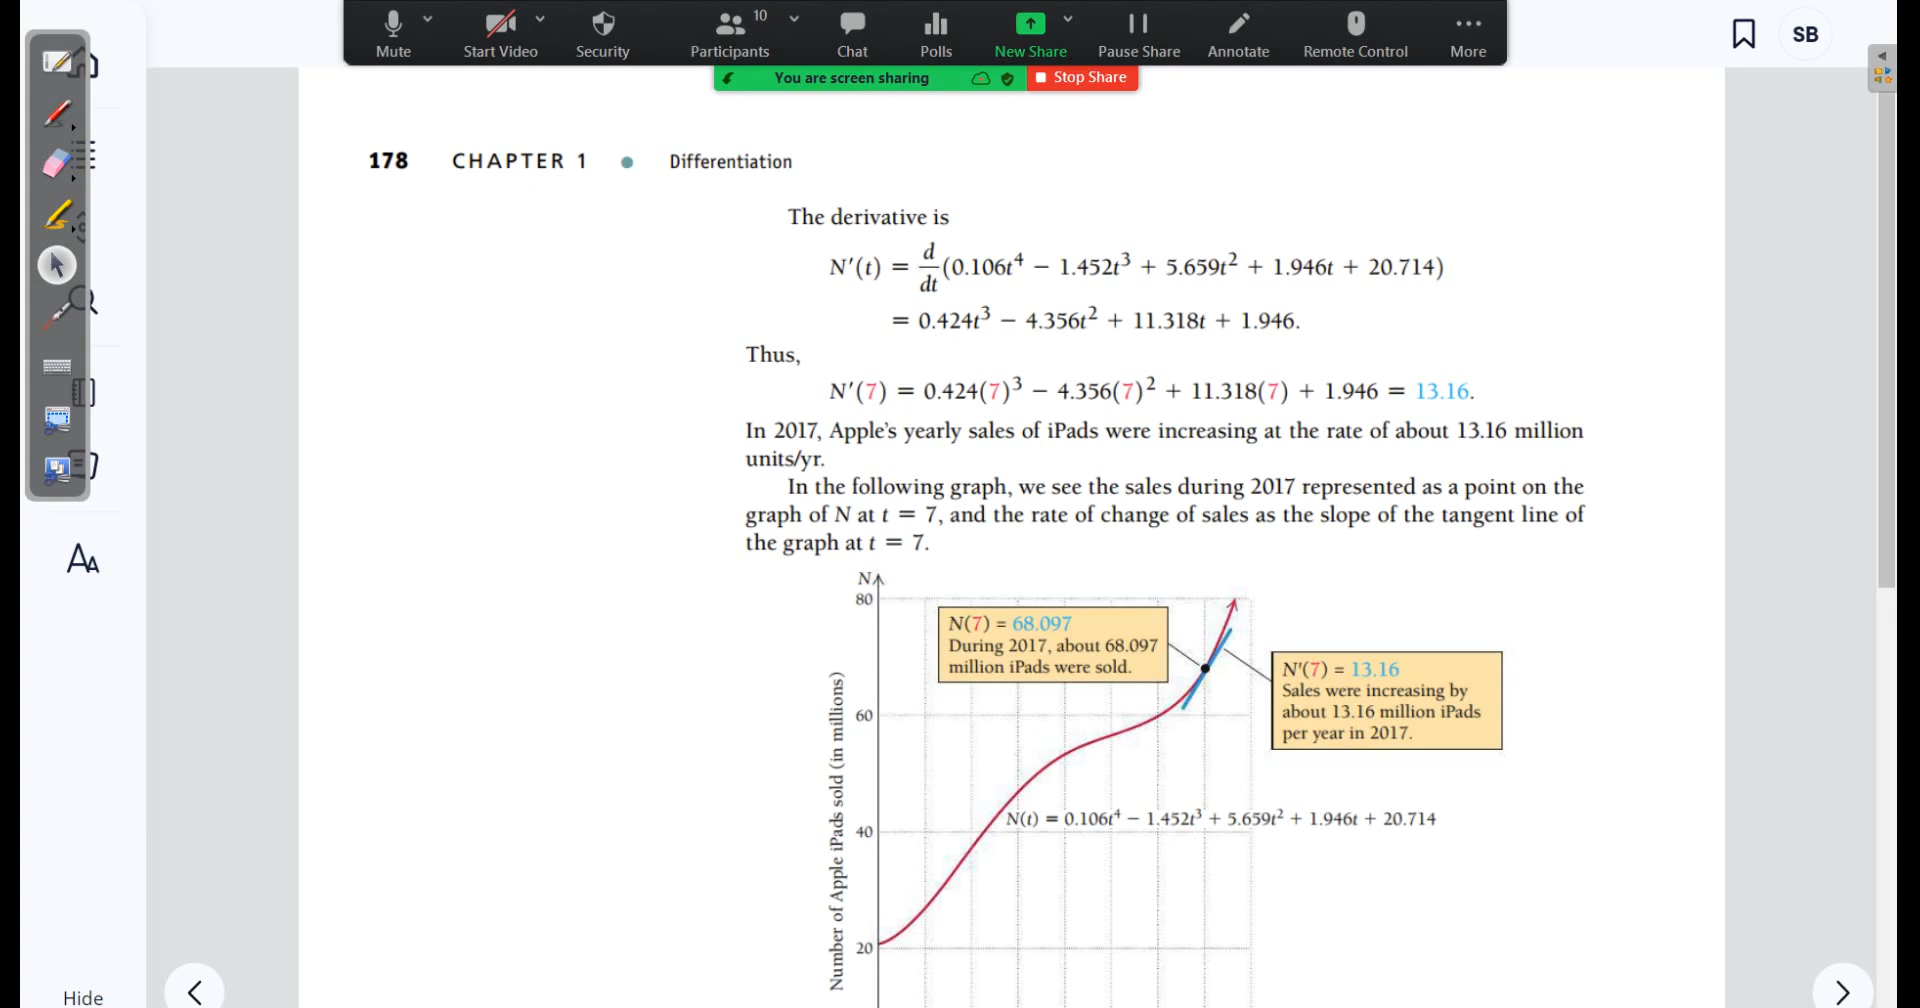 Mute
Start Video
Security
Participants
10
Chat
Polls
New Share
Pause Share
Annotate
Remote Control
More
SB
You are screen sharing
Stop Share
178 CHAPTER 1 • Differentiation
The derivative is
N′(t) = d/dt(0.106t⁴ − 1.452t³ + 5.659t² + 1.946t + 20.714)
= 0.424t³ − 4.356t² + 11.318t + 1.946.
Thus,
N′(7) = 0.424(7)³ − 4.356(7)² + 11.318(7) + 1.946 = 13.16.
In 2017, Apple’s yearly sales of iPads were increasing at the rate of about 13.16 million
units/yr.
In the following graph, we see the sales during 2017 represented as a point on the
graph of N at t = 7, and the rate of change of sales as the slope of the tangent line of
the graph at t = 7.
N
80
N(7) = 68.097
During 2017, about 68.097
million iPads were sold.
N′(7) = 13.16
Sales were increasing by
about 13.16 million iPads
per year in 2017.
60
Number of Apple iPads sold (in millions)
N(t) = 0.106t⁴ − 1.452t³ + 5.659t² + 1.946t + 20.714
40
20
AA
Hide